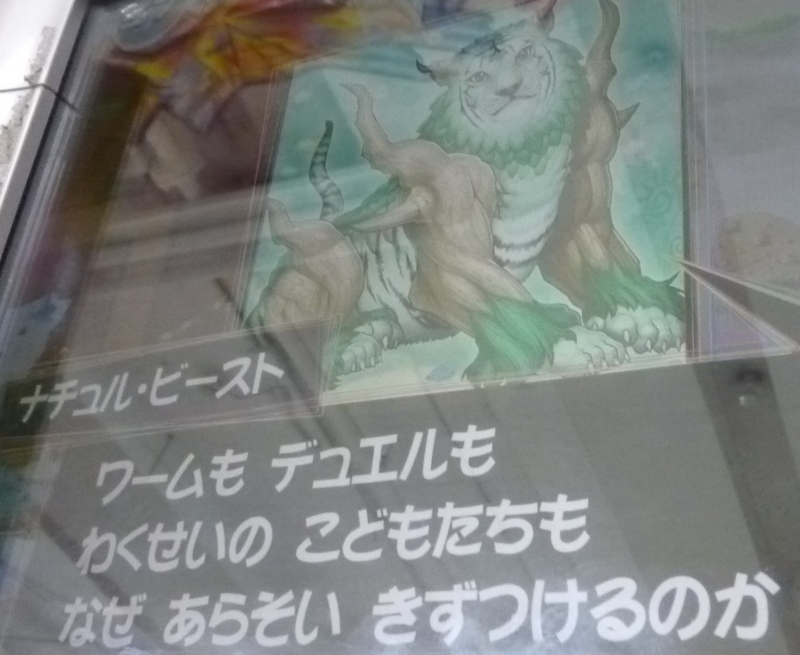 ナチュル・ビースト
ワームも デュエルも
わくせいの こどもたちも
なぜ あらそい きずつけるのか